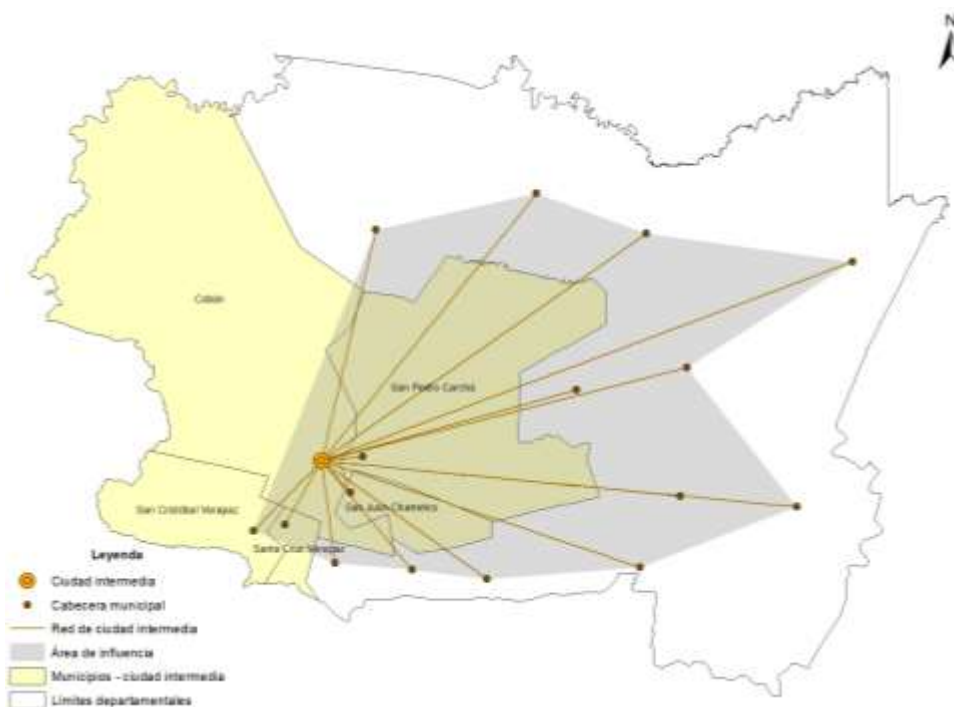 N
Cobán
San Pedro Carchá
San Cristóbal Verapaz
San Juan Chamelco
Santa Cruz Verapaz
Leyenda
Ciudad intermedia
Cabecera municipal
Red de ciudad intermedia
Área de influencia
Municipios - ciudad intermedia
Límites departamentales